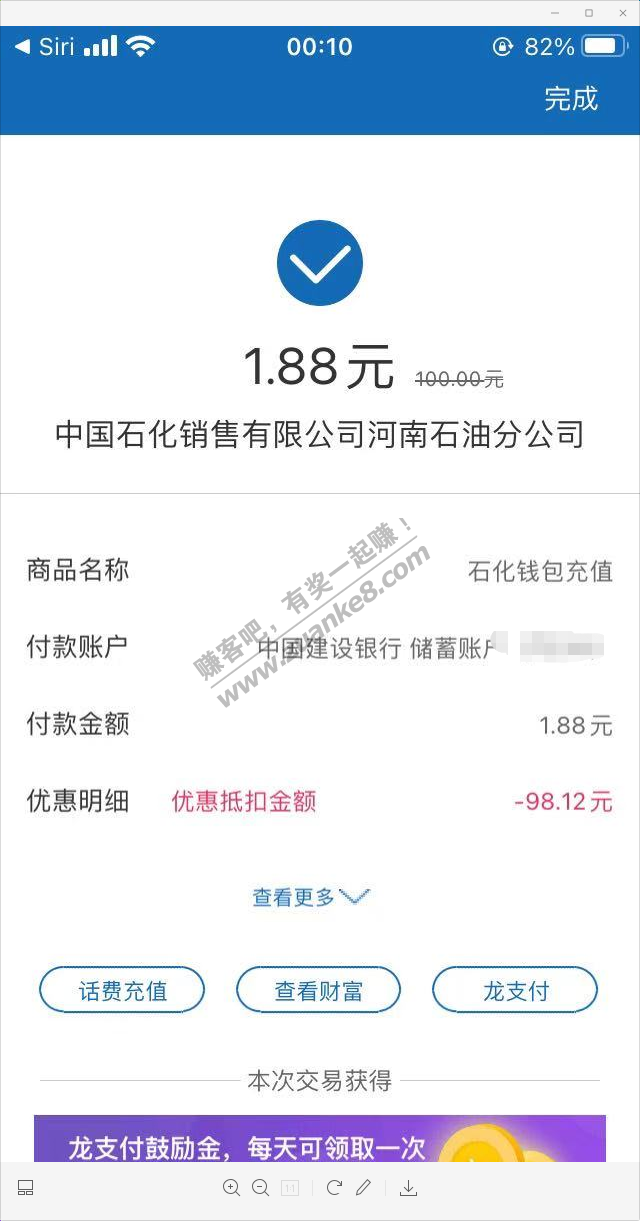 Siri 00:10 82%
完成
1.88元 100.00元
中国石化销售有限公司河南石油分公司
赚客吧，有奖一起赚！
www.zuanke8.com
商品名称 石化钱包充值
付款账户 中国建设银行 储蓄账户
付款金额 1.88元
优惠明细 优惠抵扣金额 -98.12元
查看更多
话费充值 查看财富 龙支付
本次交易获得
龙支付鼓励金，每天可领取一次
1:1